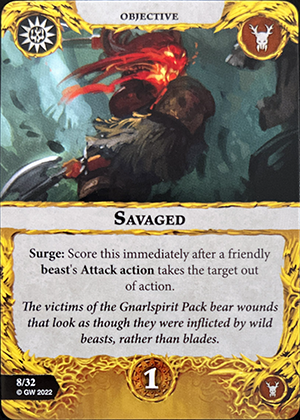 OBJECTIVE
SAVAGED
Surge: Score this immediately after a friendly
beast's Attack action takes the target out
of action.
The victims of the Gnarlspirit Pack bear wounds
that look as though they were inflicted by wild
beasts, rather than blades.
8/32
© GW 2022
1